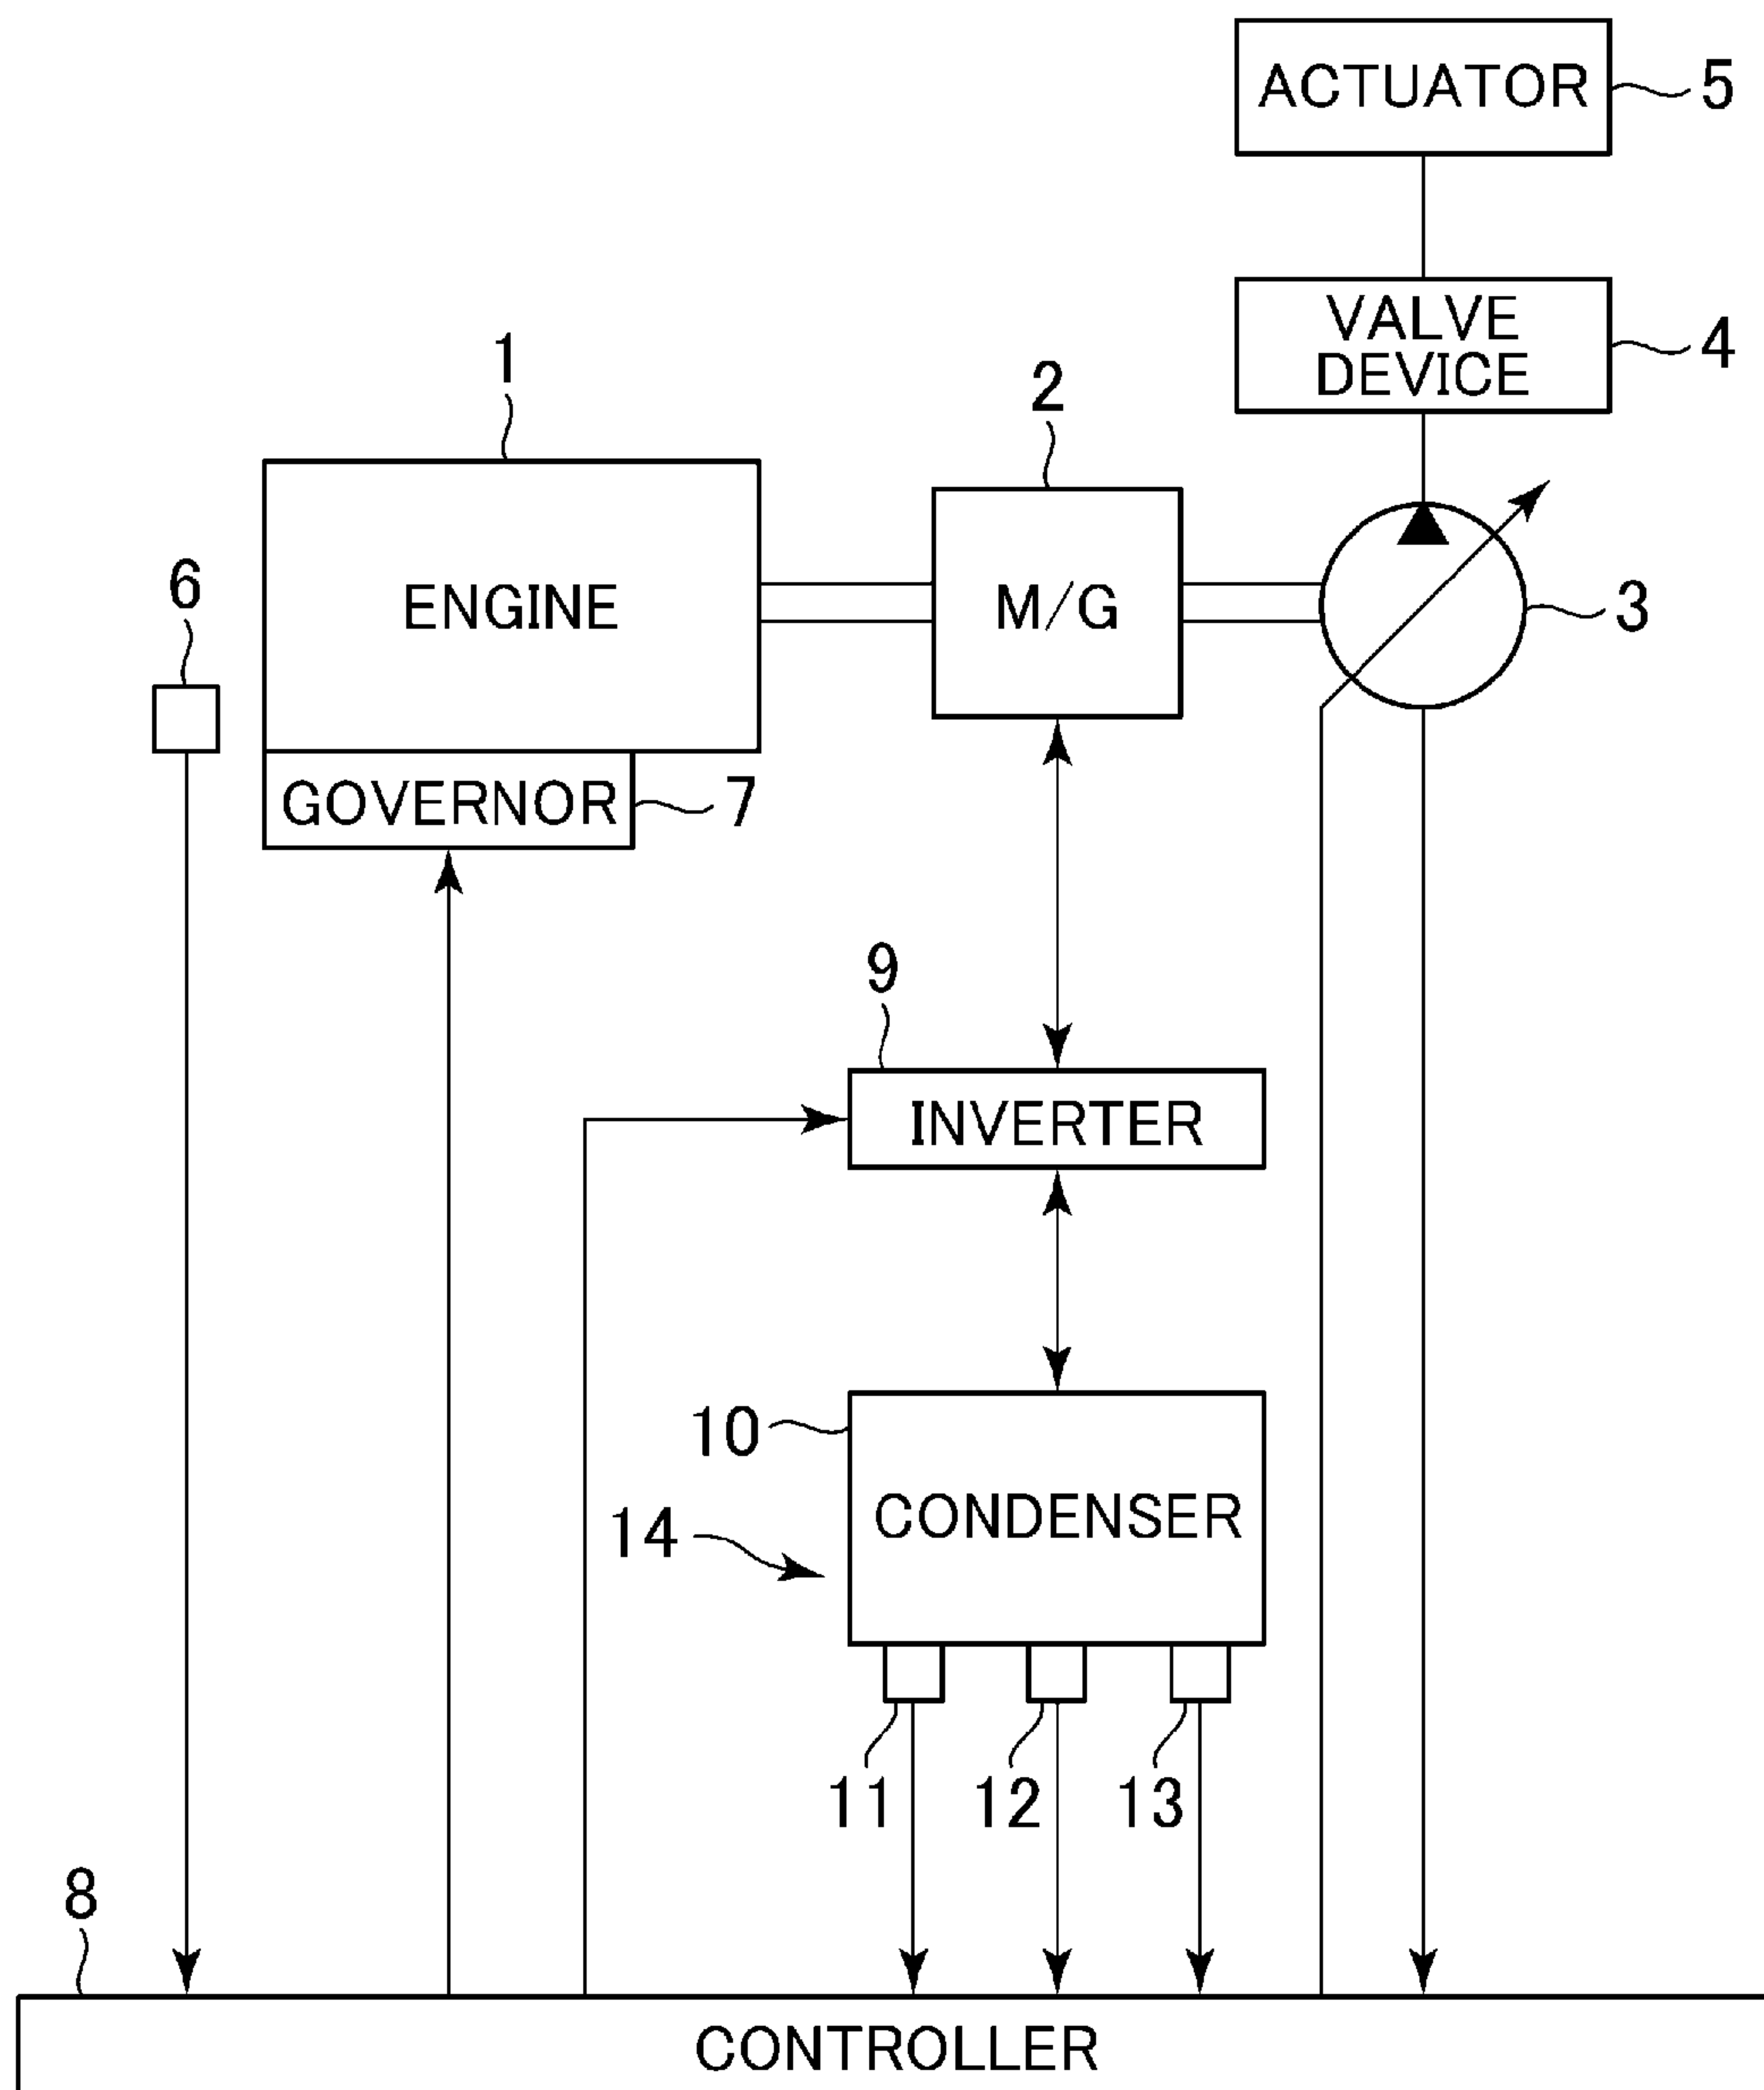 ACTUATOR
5
VALVE
DEVICE
4
1
2
6
ENGINE
M/G
3
GOVERNOR
7
9
INVERTER
10
CONDENSER
14
11
12
13
8
CONTROLLER